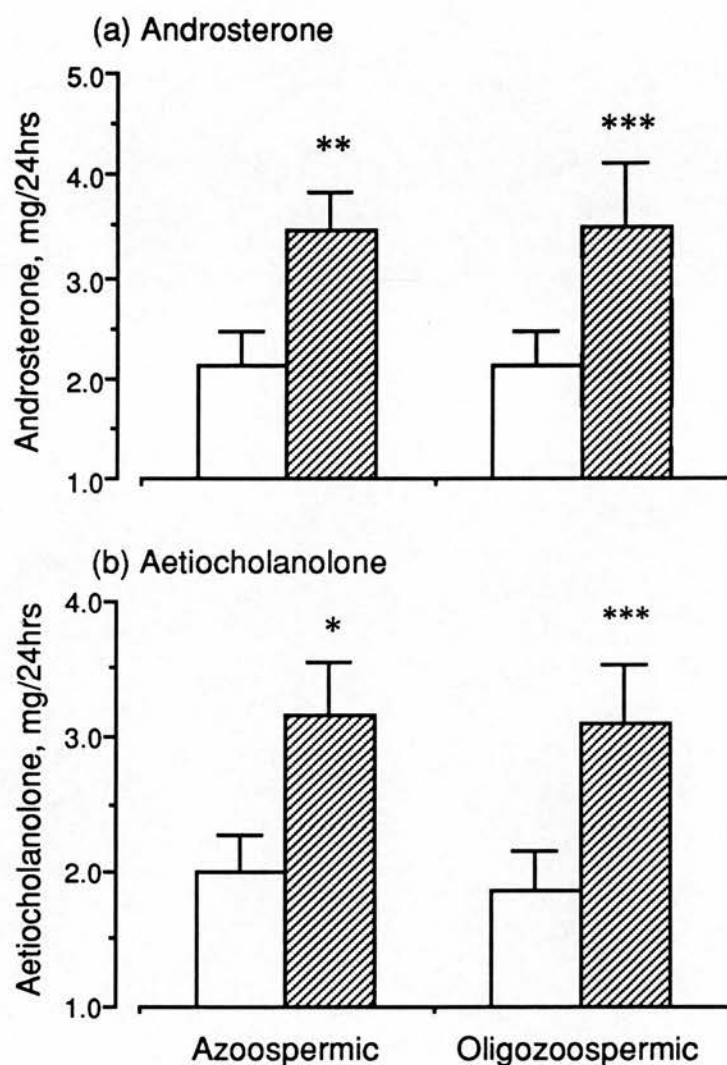 (a) Androsterone
5.0
4.0
3.0
2.0
1.0
Androsterone, mg/24hrs
** ***
(b) Aetiocholanolone
4.0
3.0
2.0
1.0
Aetiocholanolone, mg/24hrs
* ***
Azoospermic Oligozoospermic